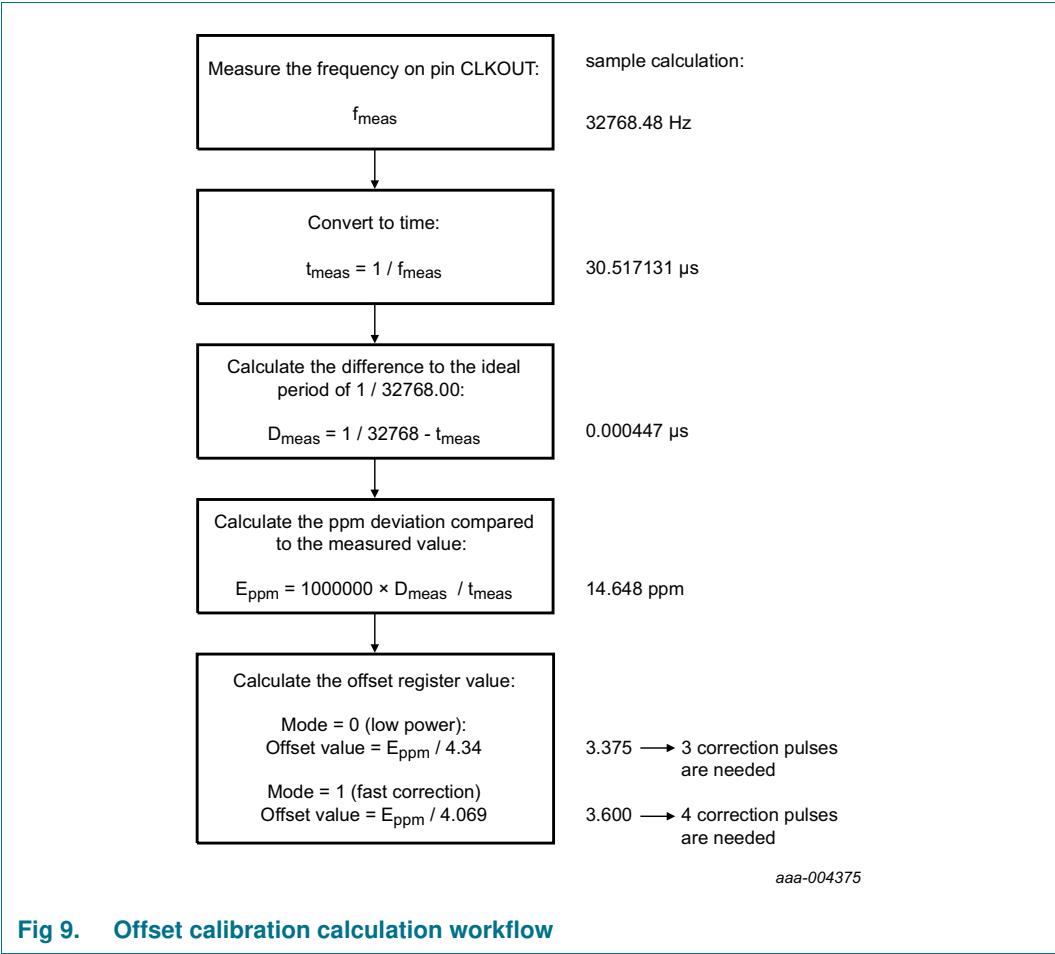 Measure the frequency on pin CLKOUT:
fmeas
sample calculation:
32768.48 Hz
Convert to time:
tmeas = 1 / fmeas
30.517131 μs
Calculate the difference to the ideal
period of 1 / 32768.00:
Dmeas = 1 / 32768 - tmeas
0.000447 μs
Calculate the ppm deviation compared
to the measured value:
Eppm = 1000000 × Dmeas / tmeas
14.648 ppm
Calculate the offset register value:
Mode = 0 (low power):
Offset value = Eppm / 4.34
3.375 → 3 correction pulses
are needed
Mode = 1 (fast correction)
Offset value = Eppm / 4.069
3.600 → 4 correction pulses
are needed
aaa-004375
Fig 9. Offset calibration calculation workflow